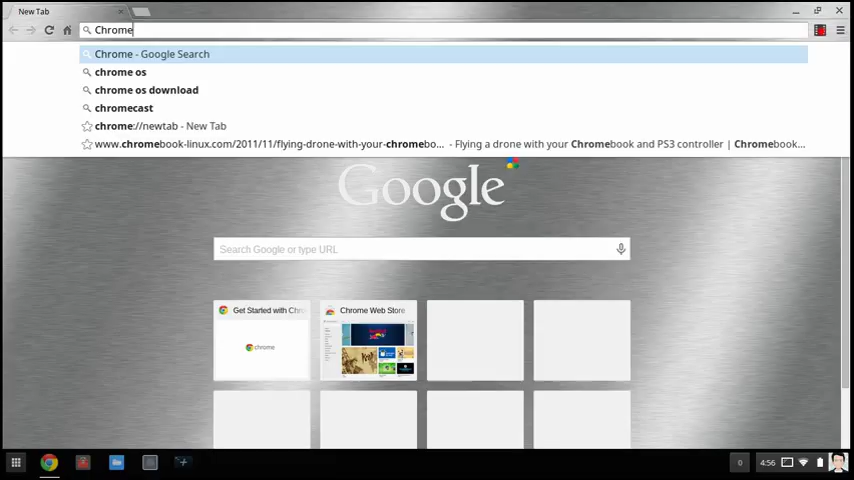 New Tab
Chrome
Chrome - Google Search
chrome os
chrome os download
chromecast
chrome://newtab - New Tab
www.chromebook-linux.com/2011/11/flying-drone-with-your-chromebo... - Flying a drone with your Chromebook and PS3 controller | Chromebook...
Google
Search Google or type URL
Get Started with Chro
Chrome Web Store
chrome
0
4:56